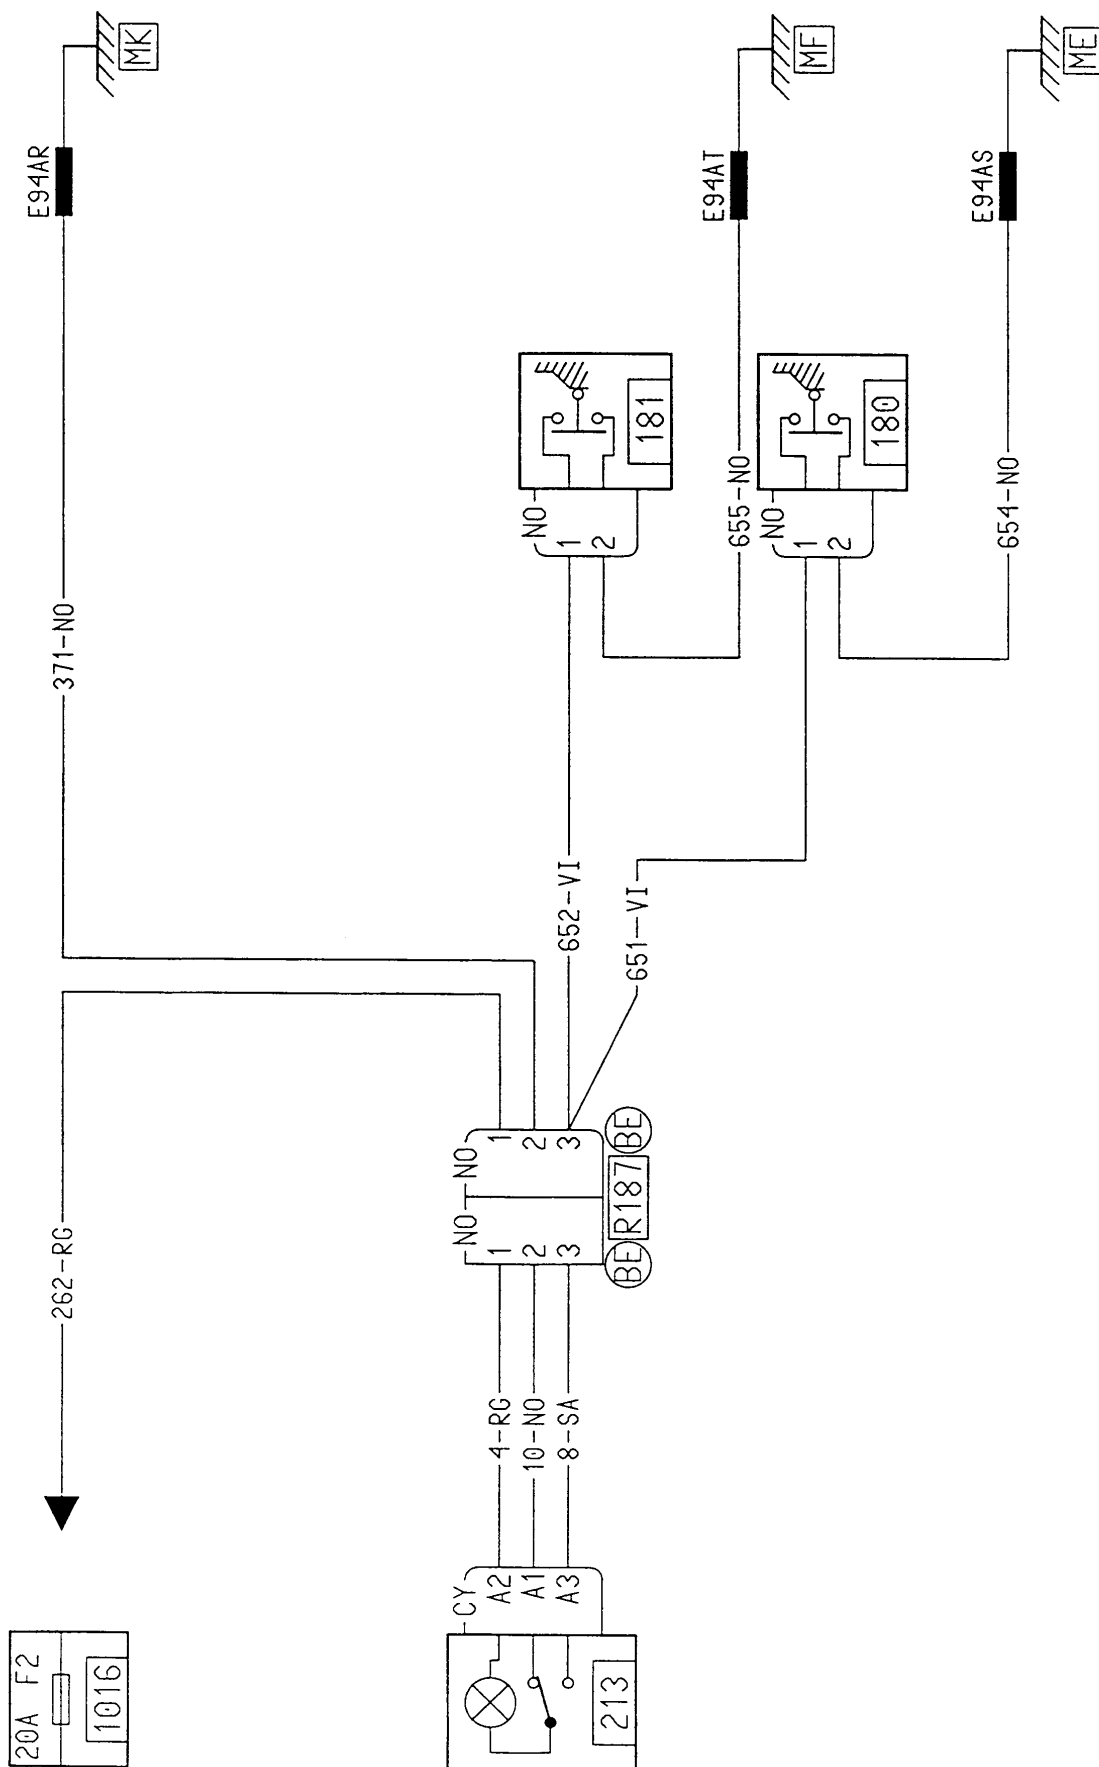 MK
E94AR
371-NO
262-RG
20A F2
1016
MF
E94AT
655-NO
ME
E94AS
654-NO
181
NO
1
2
180
NO
1
2
652-VI
651-VI
NO
NO
1
2
3
1
2
3
BE
R187
BE
4-RG
10-NO
8-SA
CY
A2
A1
A3
213